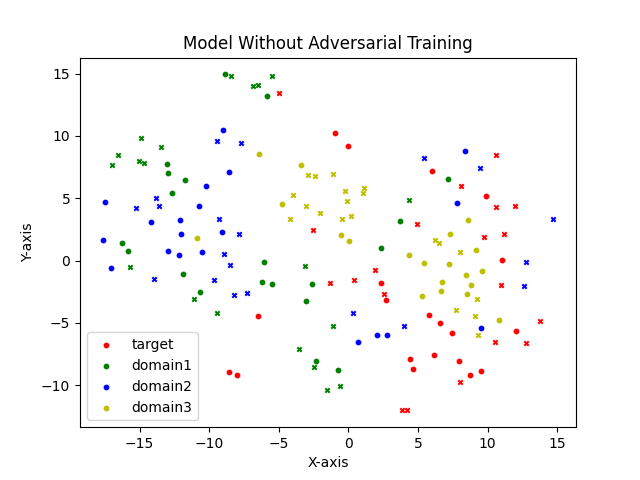 Model Without Adversarial Training
15
10
5
0
−5
−10
Y-axis
target
domain1
domain2
domain3
−15 −10 −5 0 5 10 15
X-axis